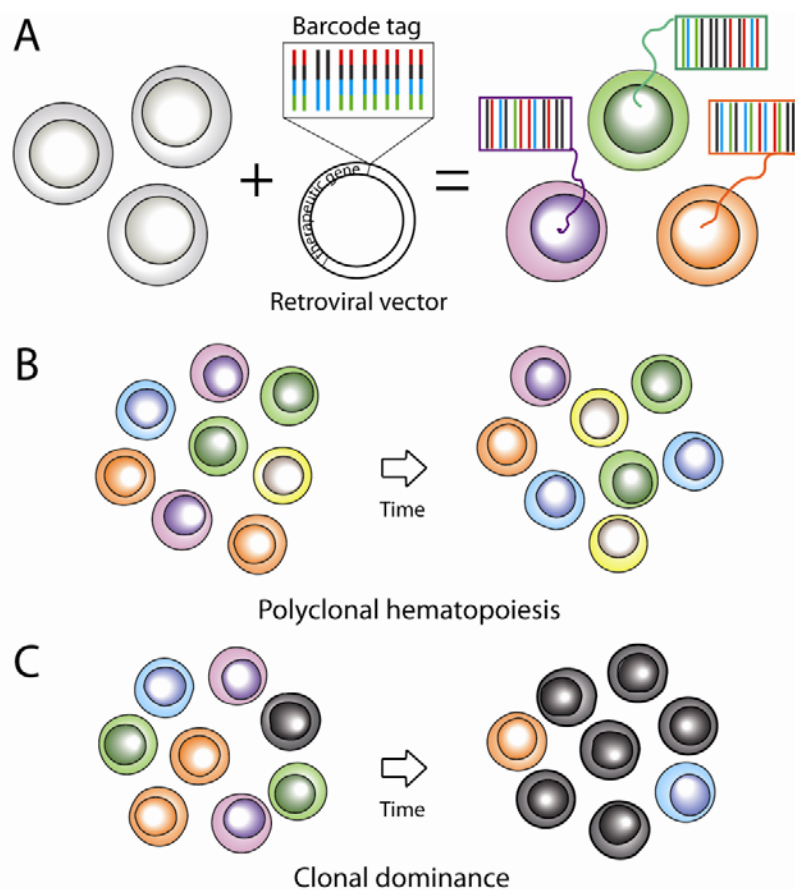 A
Barcode tag
therapeutic gene
Retroviral vector
B
Time
Polyclonal hematopoiesis
C
Time
Clonal dominance